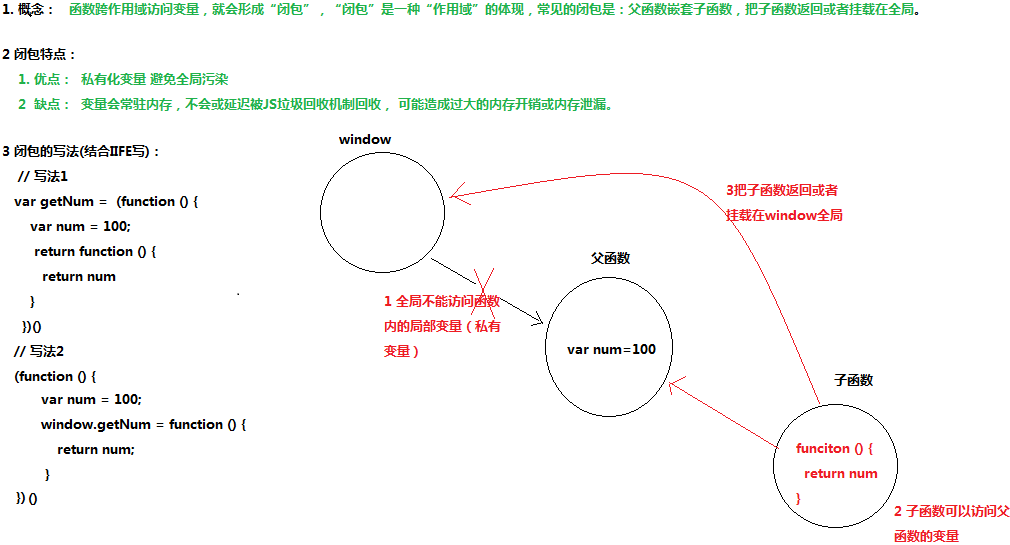 1. 概念： 函数跨作用域访问变量，就会形成“闭包”，“闭包”是一种“作用域”的体现，常见的闭包是：父函数嵌套子函数，把子函数返回或者挂载在全局。
2 闭包特点：
1. 优点： 私有化变量 避免全局污染
2 缺点： 变量会常驻内存，不会或延迟被JS垃圾回收机制回收， 可能造成过大的内存开销或内存泄漏。
3 闭包的写法(结合IIFE写)：
// 写法1
var getNum = (function () {
var num = 100;
return function () {
return num
}
})()
// 写法2
(function () {
var num = 100;
window.getNum = function () {
return num;
}
}) ()
window
3把子函数返回或者
挂载在window全局
父函数
1 全局不能访问函数
内的局部变量（私有
变量）
var num=100
子函数
funciton () {
return num
}
2 子函数可以访问父
函数的变量